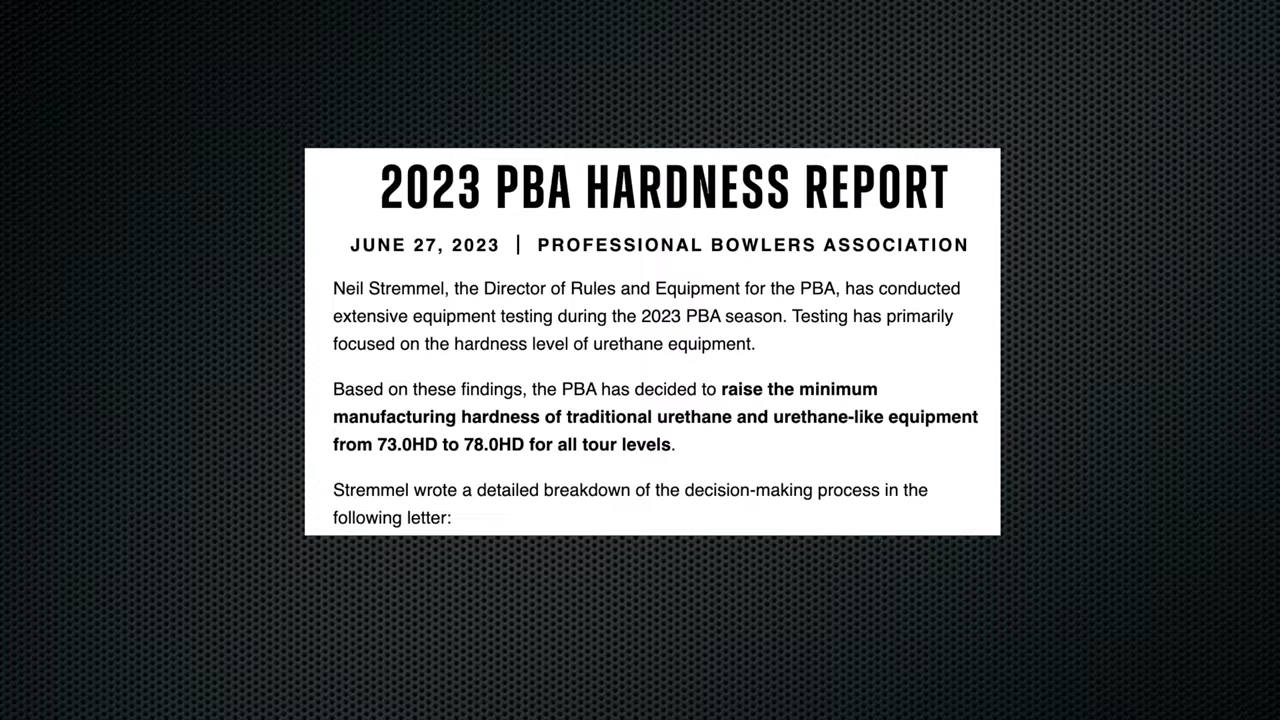 2023 PBA HARDNESS REPORT
JUNE 27, 2023 | PROFESSIONAL BOWLERS ASSOCIATION
Neil Stremmel, the Director of Rules and Equipment for the PBA, has conducted
extensive equipment testing during the 2023 PBA season. Testing has primarily
focused on the hardness level of urethane equipment.
Based on these findings, the PBA has decided to raise the minimum
manufacturing hardness of traditional urethane and urethane-like equipment
from 73.0HD to 78.0HD for all tour levels.
Stremmel wrote a detailed breakdown of the decision-making process in the
following letter: